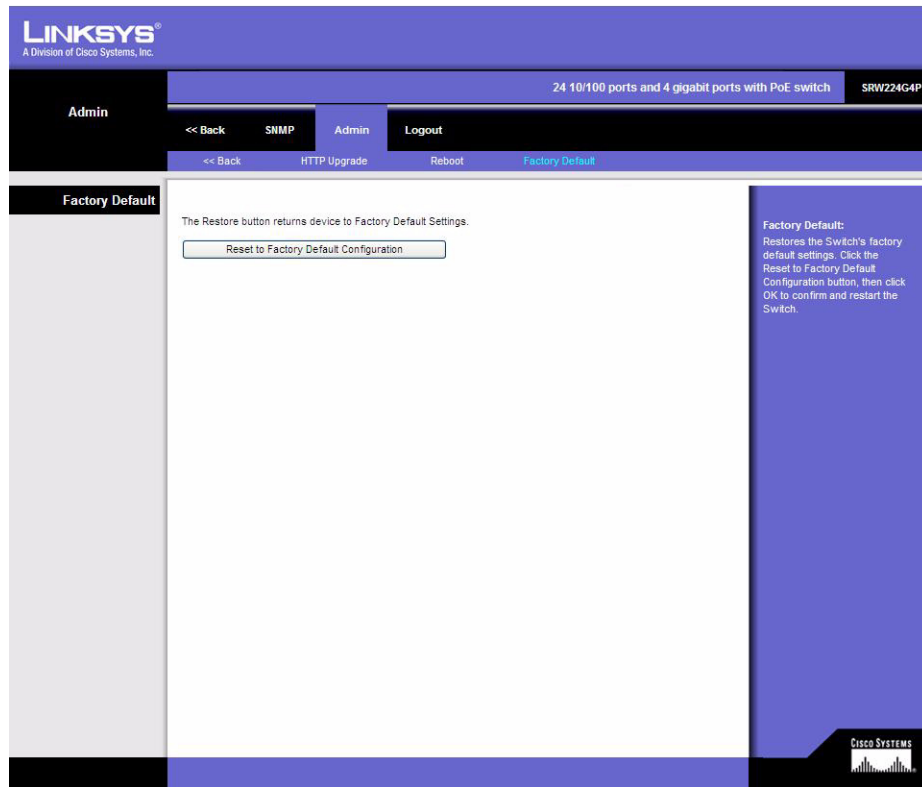 LINKSYS®
A Division of Cisco Systems, Inc.
24 10/100 ports and 4 gigabit ports with PoE switch SRW224G4P
Admin
<< Back SNMP Admin Logout
<< Back HTTP Upgrade Reboot Factory Default
Factory Default
The Restore button returns device to Factory Default Settings.
Reset to Factory Default Configuration
Factory Default:
Restores the Switch's factory
default settings. Click the
Reset to Factory Default
Configuration button, then click
OK to confirm and restart the
Switch.
CISCO SYSTEMS